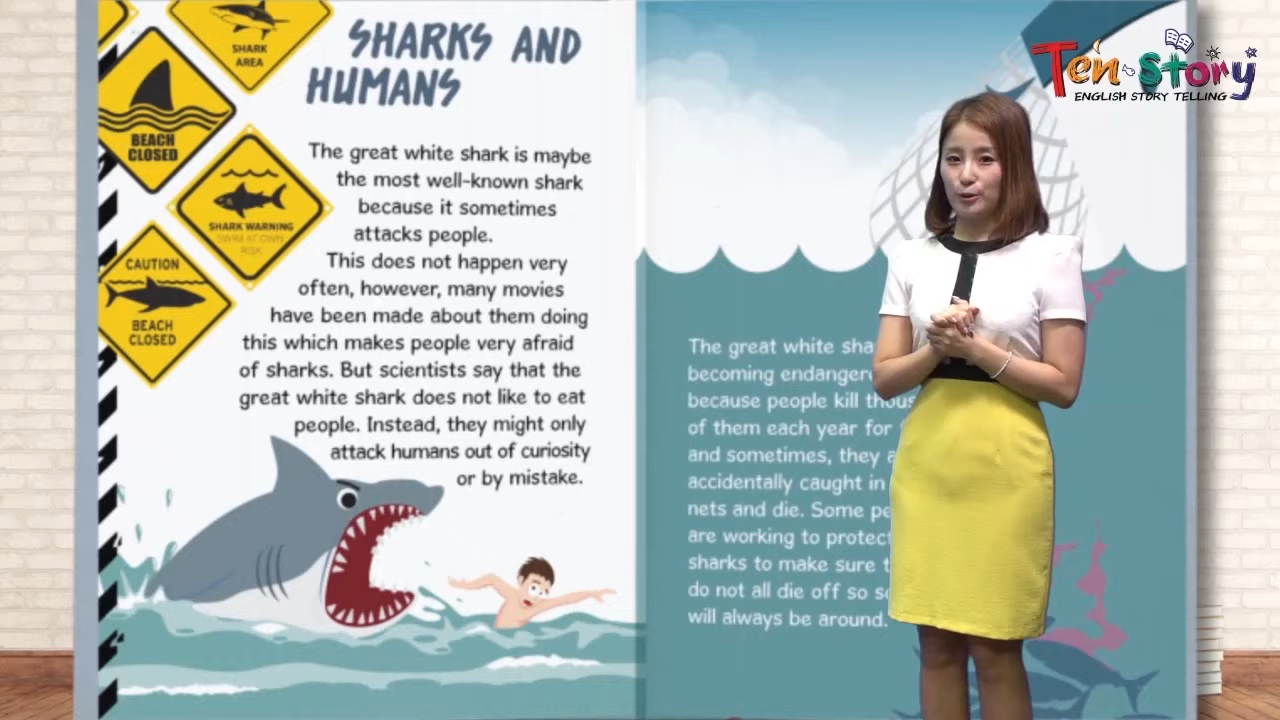 SHARK
AREA
BEACH
CLOSED
SHARK WARNING
SWIM AT OWN
RISK
CAUTION
BEACH
CLOSED
SHARKS AND
HUMANS
The great white shark is maybe
the most well-known shark
because it sometimes
attacks people.
This does not happen very
often, however, many movies
have been made about them doing
this which makes people very afraid
of sharks. But scientists say that the
great white shark does not like to eat
people. Instead, they might only
attack humans out of curiosity
or by mistake.
Ten-Story
ENGLISH STORY TELLING
The great white
becoming
because people kill
of them each year for
and sometimes, they
accidentally caught in
nets and die. Some
are working to protect
sharks to make sure
do not all die off so
will always be around.